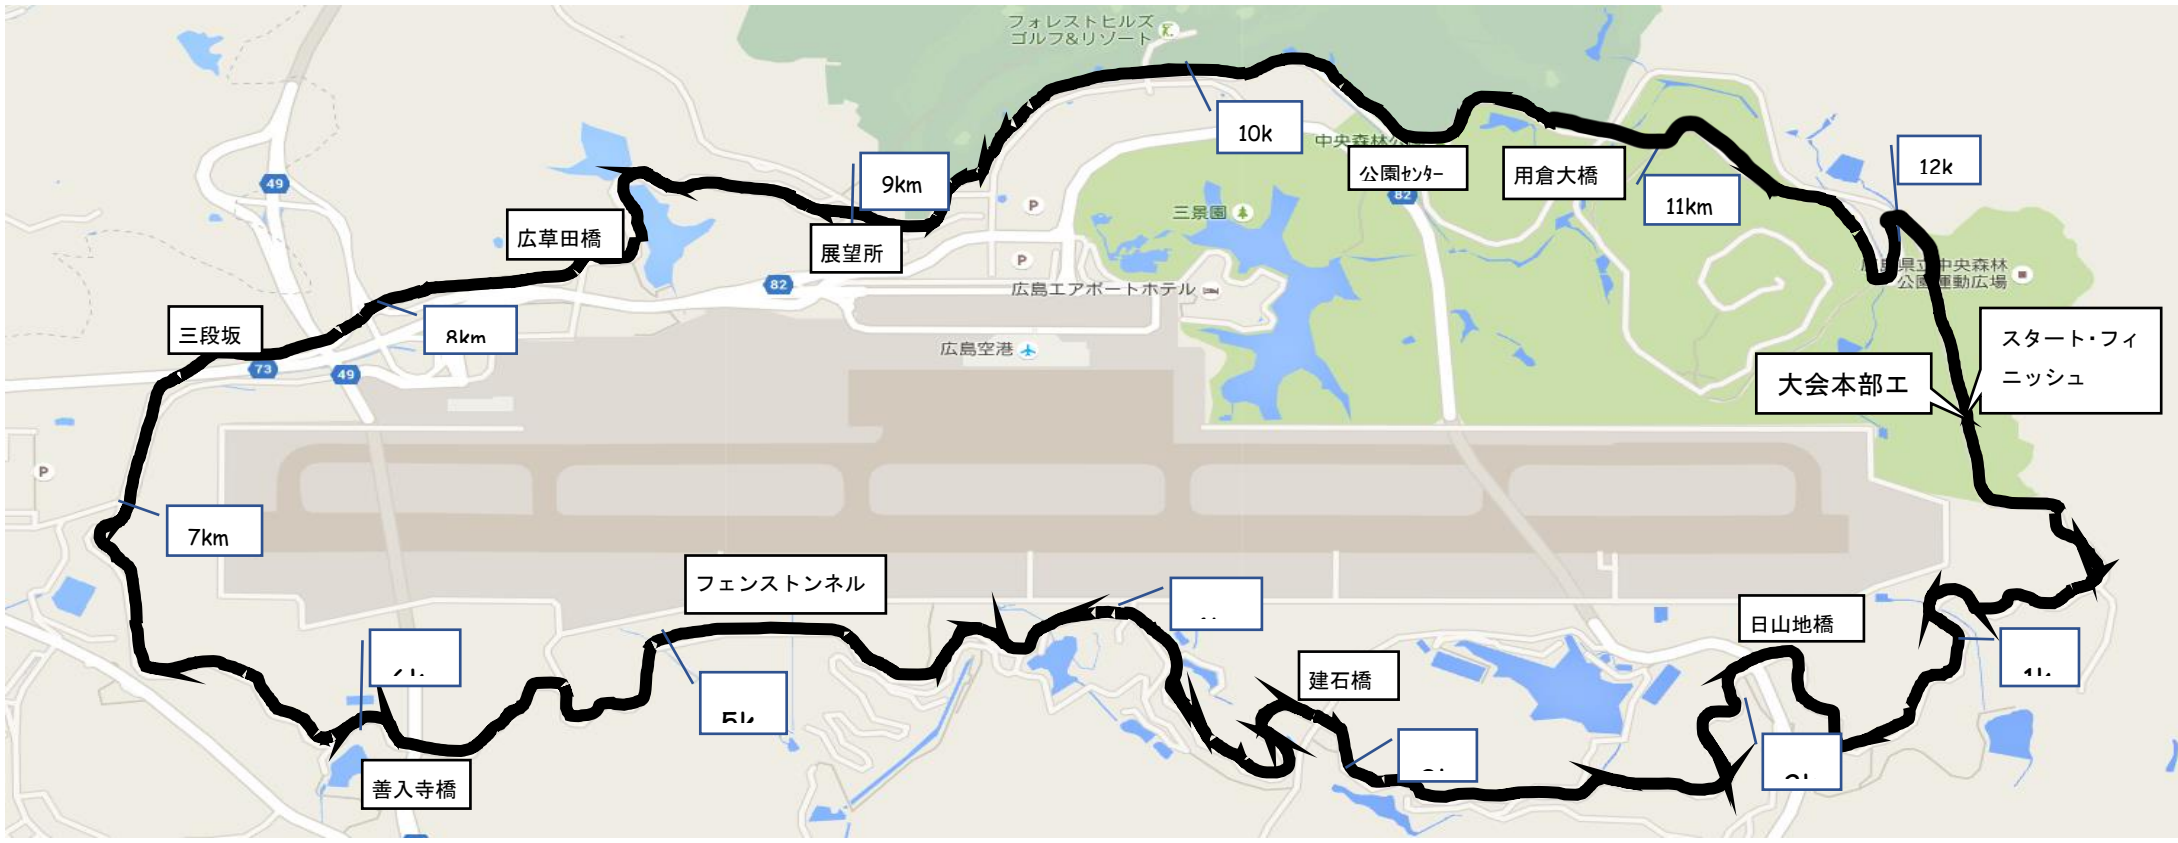 フォレストヒルズ
ゴルフ&リゾート
10k
中央森林公
公園ｾﾝﾀｰ
用倉大橋
12k
11km
82
49
9km
広草田橋
展望所
三景園
P
P
82
広島エアポートホテル
県立中央森林
公園運動広場
三段坂
8km
広島空港
73
49
スタート・フィ
ニッシュ
大会本部エ
P
7km
フェンストンネル
日山地橋
建石橋
5k
善入寺橋
1k